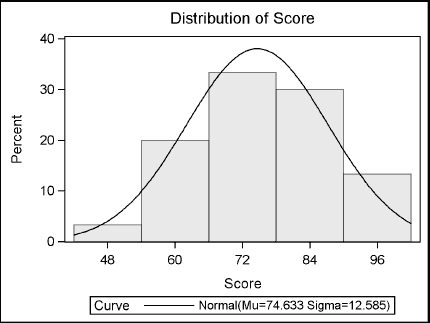 Distribution of Score
40
30
20
10
0
Percent
48 60 72 84 96
Score
Curve Normal(Mu=74.633 Sigma=12.585)